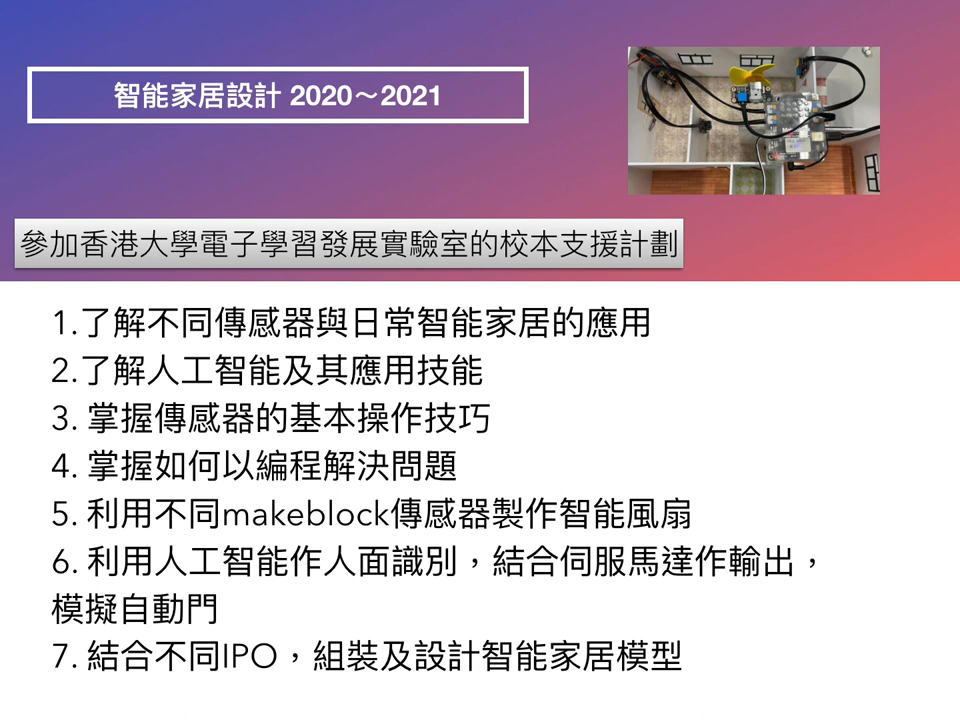 智能家居設計 2020～2021
參加香港大學電子學習發展實驗室的校本支援計劃
1.了解不同傳感器與日常智能家居的應用
2.了解人工智能及其應用技能
3. 掌握傳感器的基本操作技巧
4. 掌握如何以編程解決問題
5. 利用不同makeblock傳感器製作智能風扇
6. 利用人工智能作人面識別，結合伺服馬達作輸出，
模擬自動門
7. 結合不同IPO，組裝及設計智能家居模型